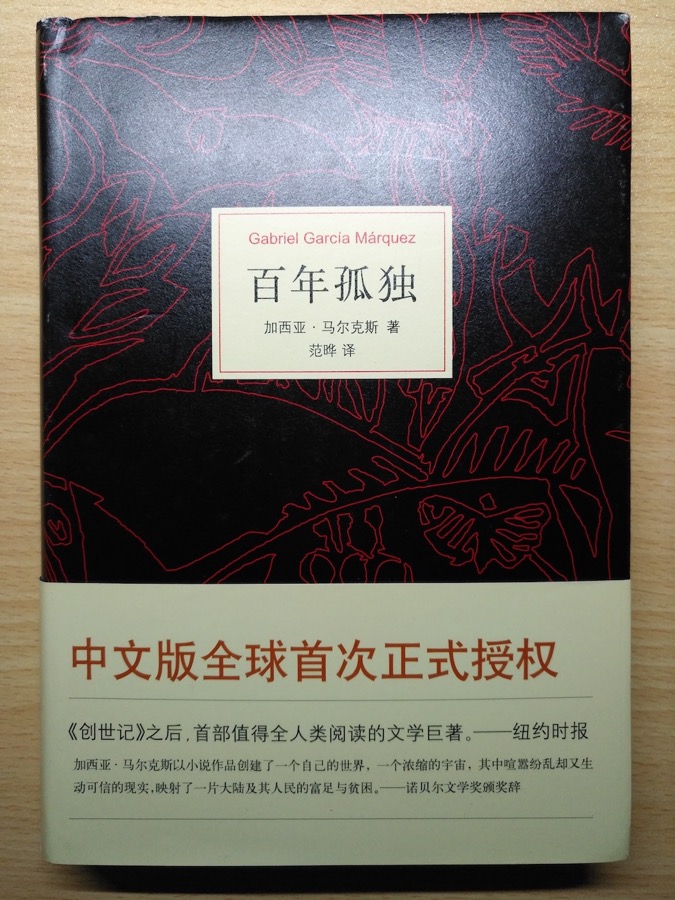 Gabriel García Márquez
百年孤独
加西亚·马尔克斯 著
范晔 译
中文版全球首次正式授权
《创世记》之后,首部值得全人类阅读的文学巨著。——纽约时报
加西亚·马尔克斯以小说作品创建了一个自己的世界，一个浓缩的宇宙，其中喧嚣纷乱却又生
动可信的现实,映射了一片大陆及其人民的富足与贫困。——诺贝尔文学奖颁奖辞